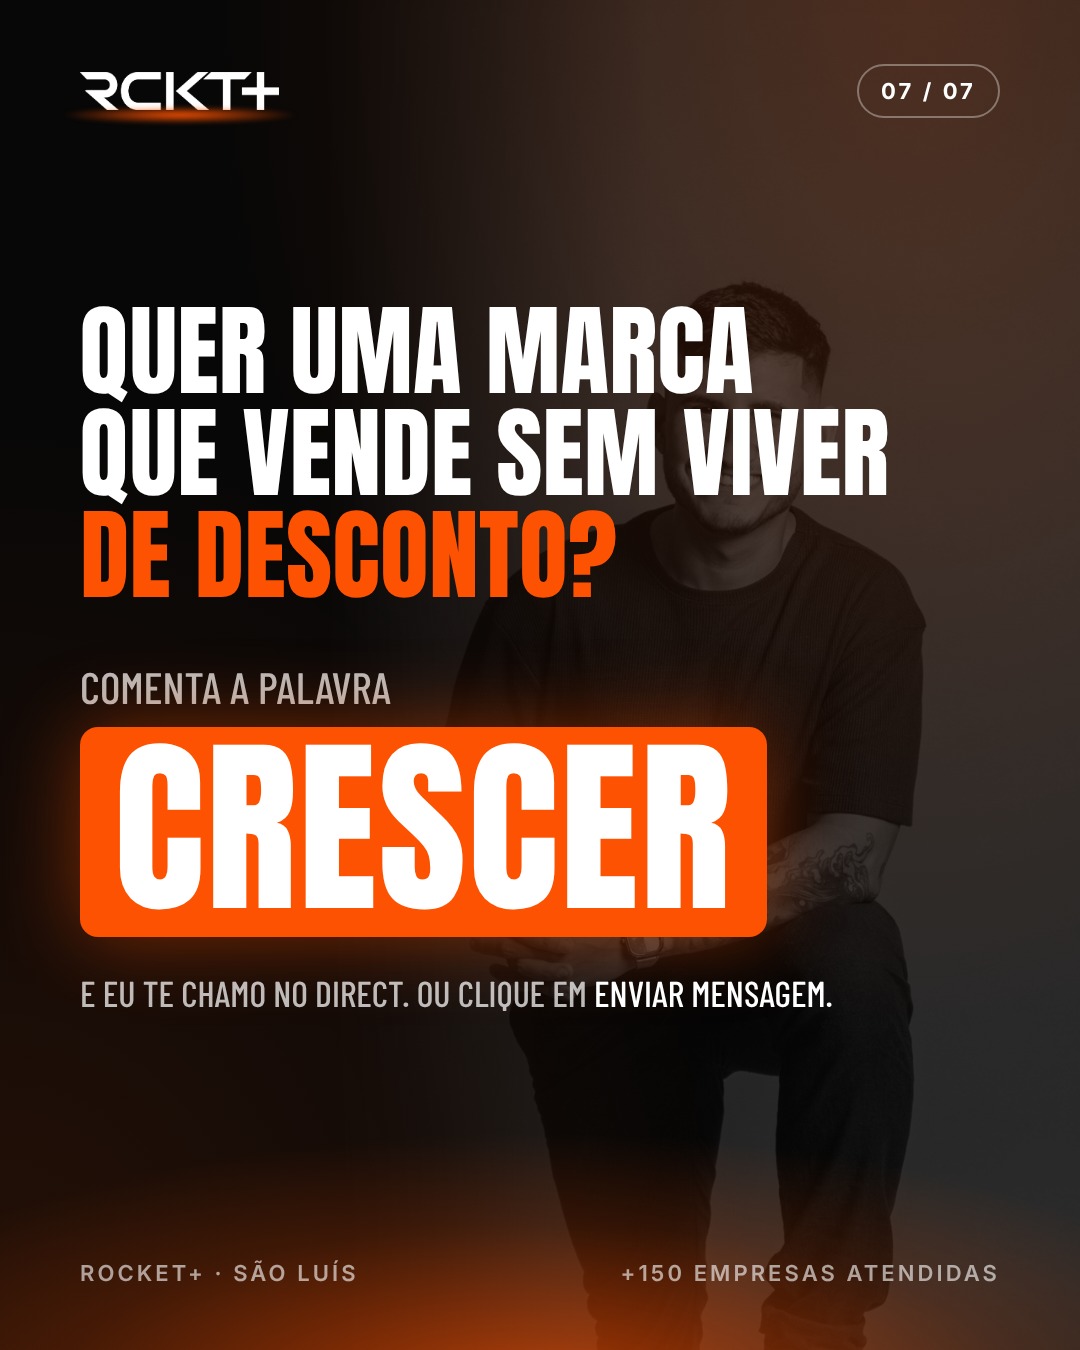 RCKT+
07 / 07
QUER UMA MARCA
QUE VENDE SEM VIVER
DE DESCONTO?
COMENTA A PALAVRA
CRESCER
E EU TE CHAMO NO DIRECT. OU CLIQUE EM ENVIAR MENSAGEM.
ROCKET+ · SÃO LUÍS
+150 EMPRESAS ATENDIDAS